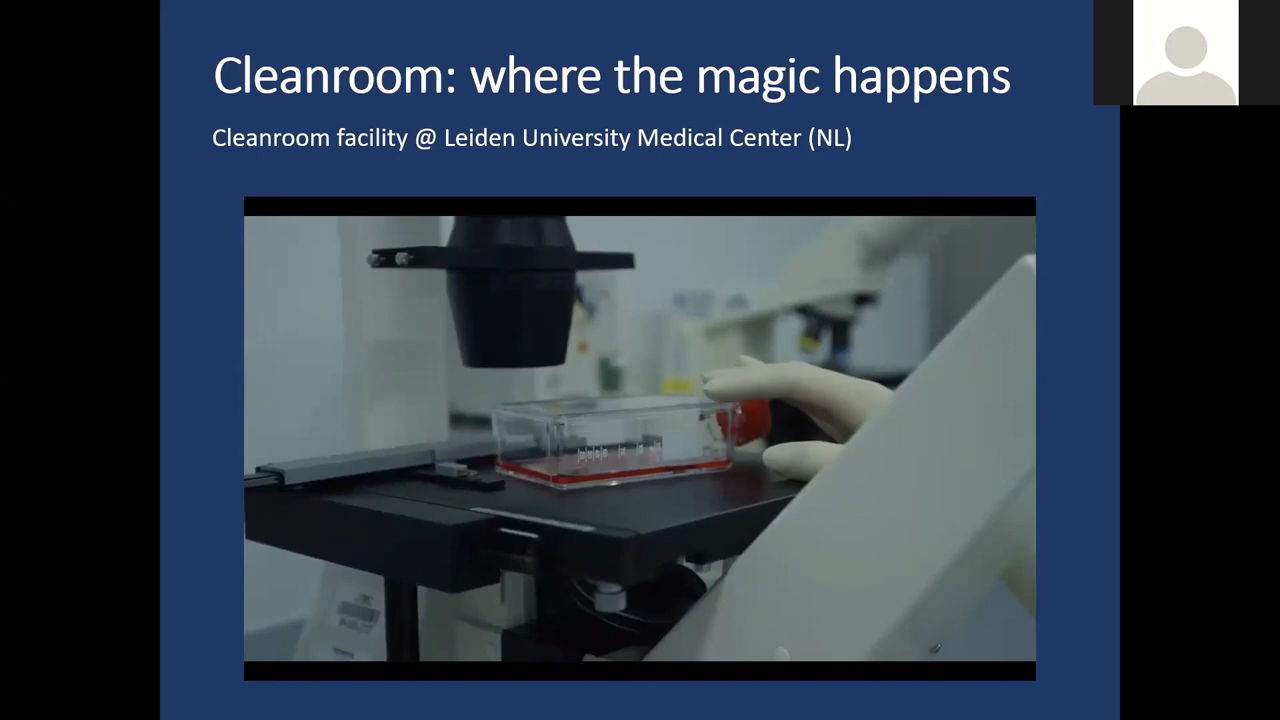 Cleanroom: where the magic happens
Cleanroom facility @ Leiden University Medical Center (NL)